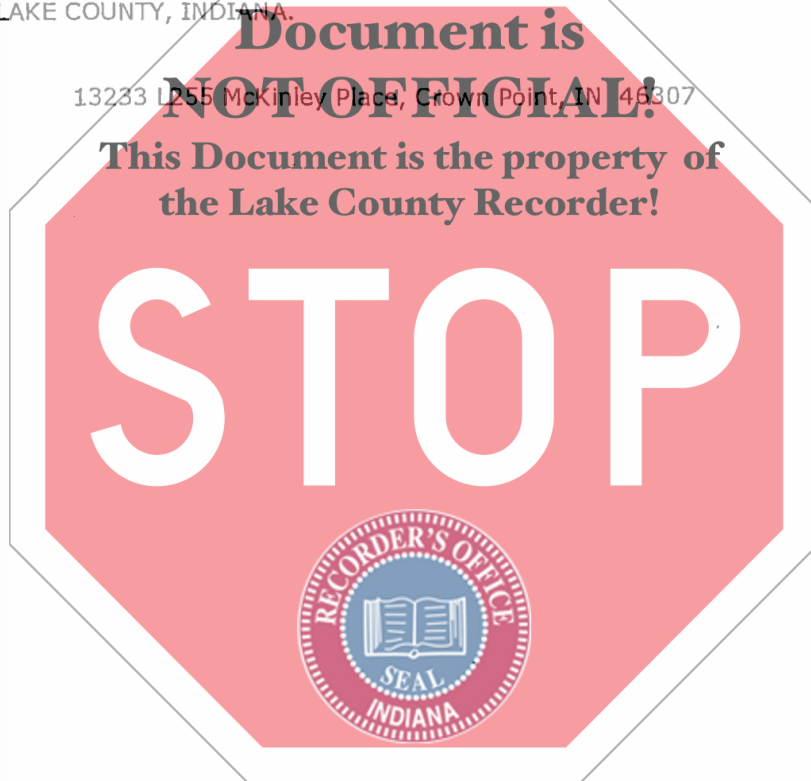 LAKE COUNTY, INDIANA.
Document is
NOT OFFICIAL!
13233 L255 McKinley Place, Crown Point, IN 46307
This Document is the property of
the Lake County Recorder!
STOP
RECORDER'S OFFICE
SEAL
INDIANA